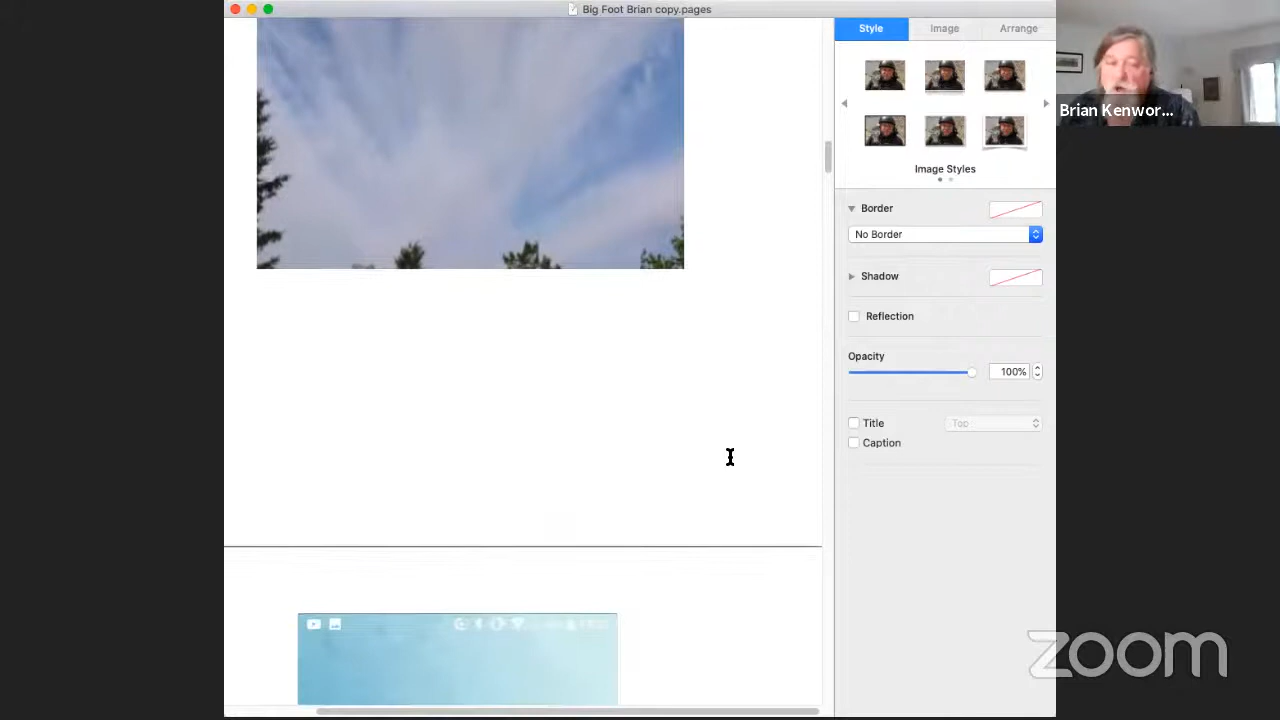 Big Foot Brian copy.pages
Style
Image
Arrange
Image Styles
Border
No Border
Shadow
Reflection
Opacity
100%
Title
Top
Caption
Brian Kenwor...
zoom